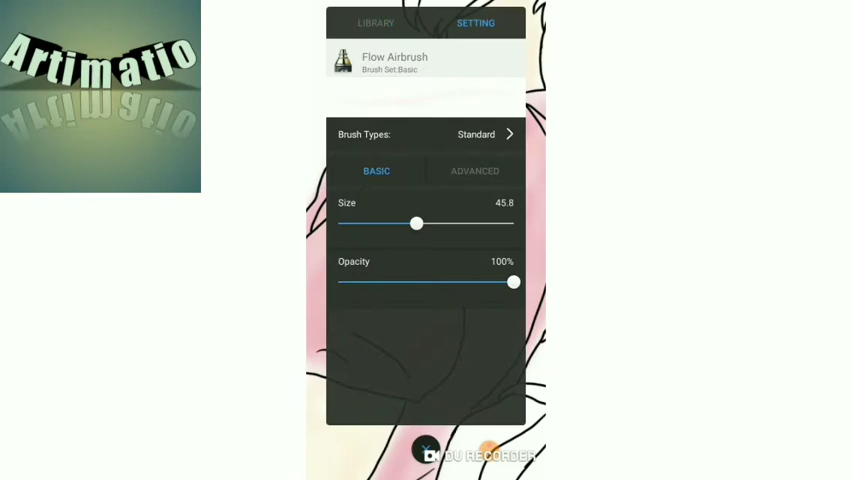 Artimatio
LIBRARY
SETTING
Flow Airbrush
Brush Set:Basic
Brush Types:
Standard
BASIC
ADVANCED
Size
45.8
Opacity
100%
DU RECORDER